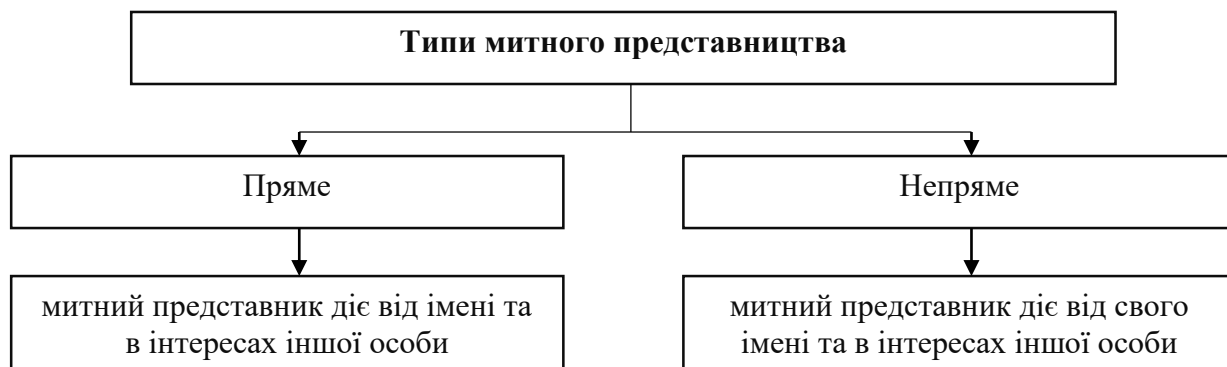 Типи митного представництва
Пряме
Непряме
митний представник діє від імені та
в інтересах іншої особи
митний представник діє від свого
імені та в інтересах іншої особи